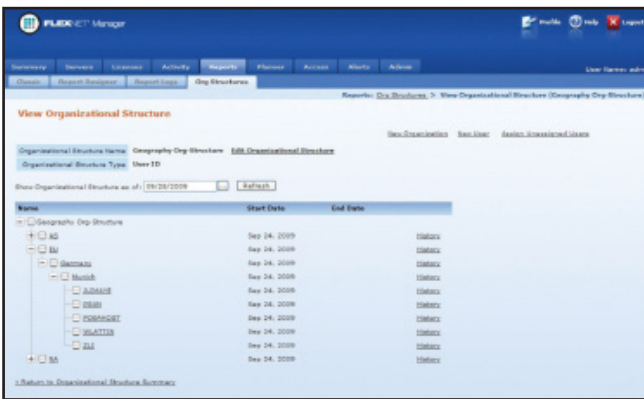 FLEXNET Manager
Profile Help Logout
Summary Servers Licenses Activity Reports Planner Access Alerts Admin
User Name: adm
Classic Report Designer Report Logs Org Structures
Reports: Org Structures > View Organizational Structure (Geography Org-Structure)
View Organizational Structure
New Organization New User Assign Unassigned Users
Organizational Structure Name: Geography Org-Structure Edit Organizational Structure
Organizational Structure Type: User ID
Show Organizational Structure as of: 09/28/2009 Refresh
Name Start Date End Date
Geography Org-Structure
Sep 24, 2009 History
EU Sep 24, 2009 History
Germany Sep 24, 2009 History
Munich Sep 24, 2009 History
Sep 24, 2009 History
Sep 24, 2009 History
Sep 24, 2009 History
Sep 24, 2009 History
Sep 24, 2009 History
Sep 24, 2009 History
Return to Organizational Structure Summary